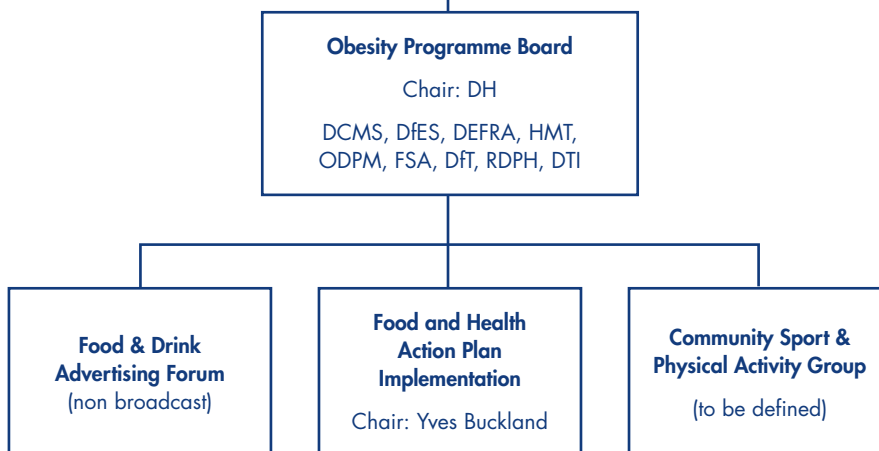 Obesity Programme Board
Chair: DH
DCMS, DfES, DEFRA, HMT,
ODPM, FSA, DfT, RDPH, DTI
Food & Drink
Advertising Forum
(non broadcast)
Food and Health
Action Plan
Implementation
Chair: Yves Buckland
Community Sport &
Physical Activity Group
(to be defined)